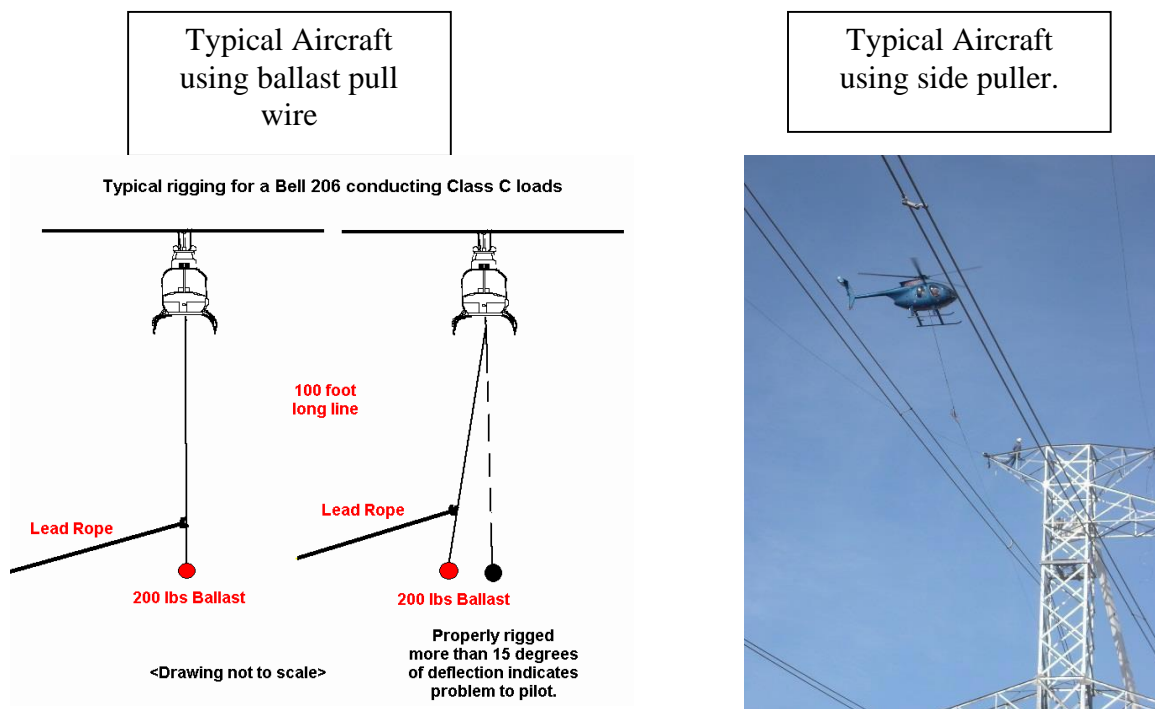 Typical Aircraft
using ballast pull
wire
Typical Aircraft
using side puller.
Typical rigging for a Bell 206 conducting Class C loads
100 foot
long line
Lead Rope
Lead Rope
200 lbs Ballast
200 lbs Ballast
<Drawing not to scale>
Properly rigged
more than 15 degrees
of deflection indicates
problem to pilot.